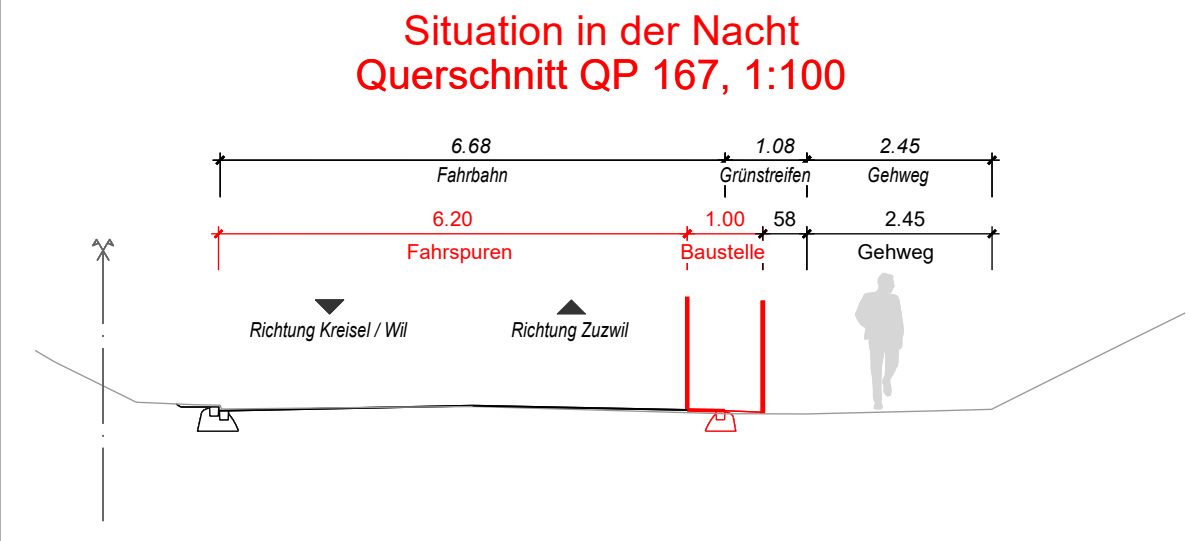 Situation in der Nacht
Querschnitt QP 167, 1:100
6.68 1.08 2.45
Fahrbahn Grünstreifen Gehweg
6.20 1.00 58 2.45
Fahrspuren Baustelle Gehweg
Richtung Kreisel / Wil Richtung Zuzwil